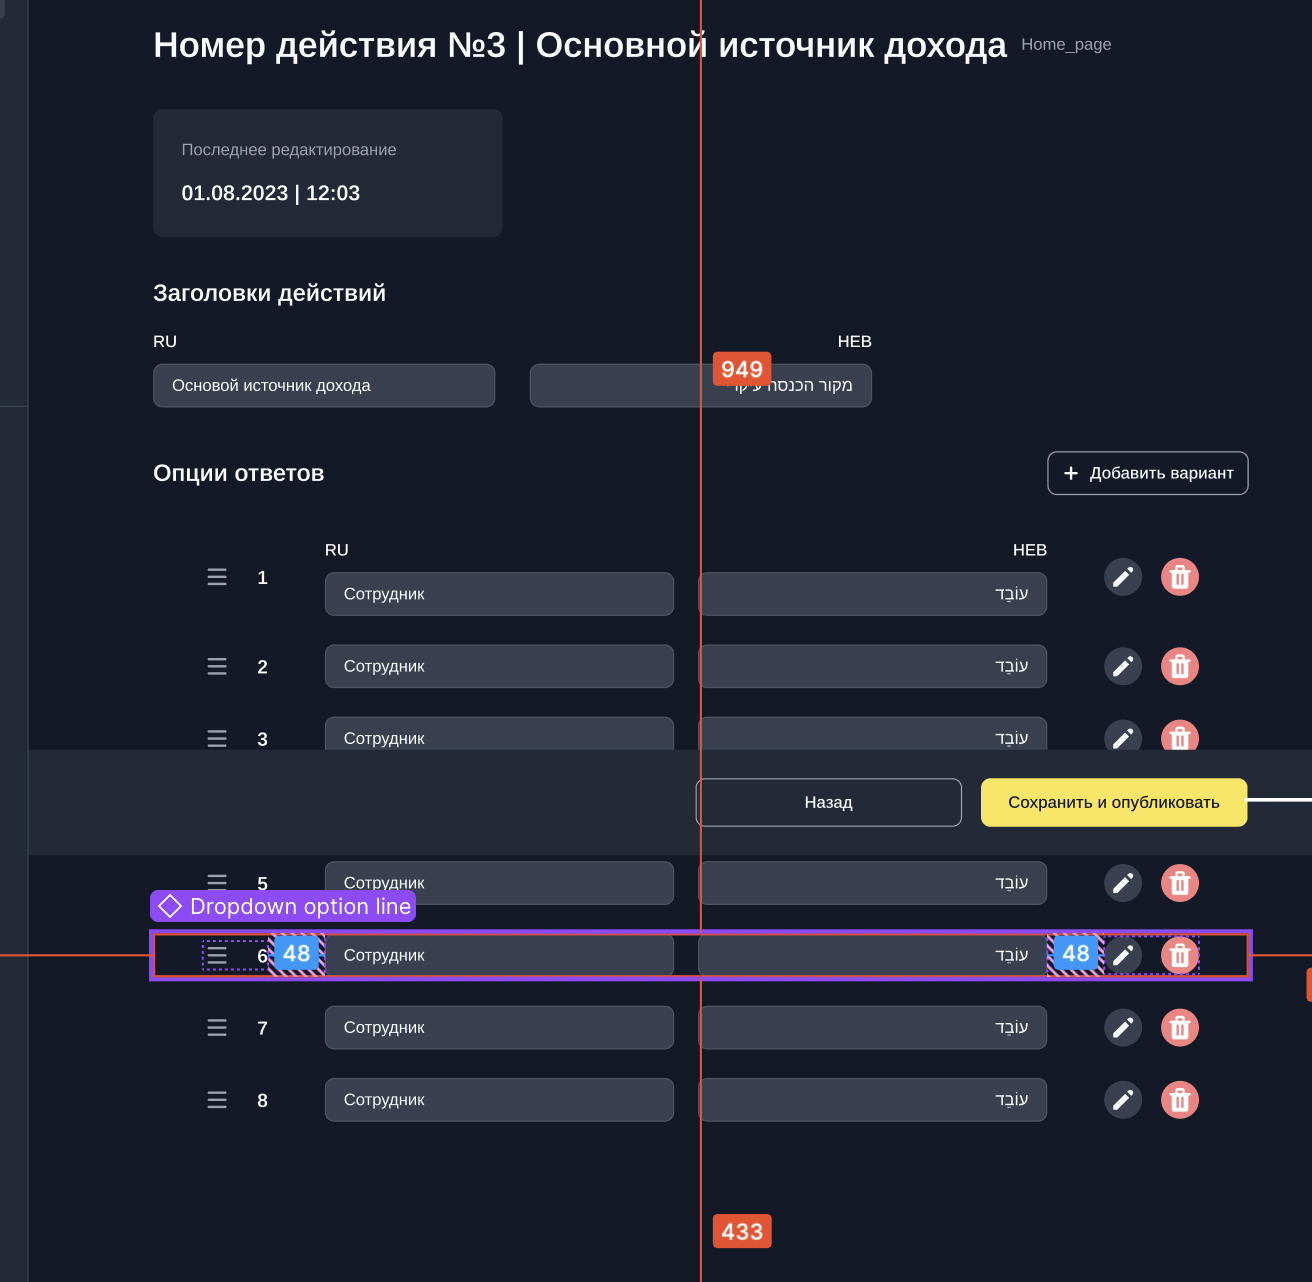 Номер действия №3 | Основной источник дохода Home_page
Последнее редактирование
01.08.2023 | 12:03
Заголовки действий
RU HEB
949
Основой источник дохода מקור הכנסה
Опции ответов + Добавить вариант
RU HEB
1 Сотрудник עוֹבֵד
2 Сотрудник עוֹבֵד
3 Сотрудник עוֹבֵד
Назад Сохранить и опубликовать
5 Сотрудник עוֹבֵד
Dropdown option line
6 48 Сотрудник עוֹבֵד 48
7 Сотрудник עוֹבֵד
8 Сотрудник עוֹבֵד
433